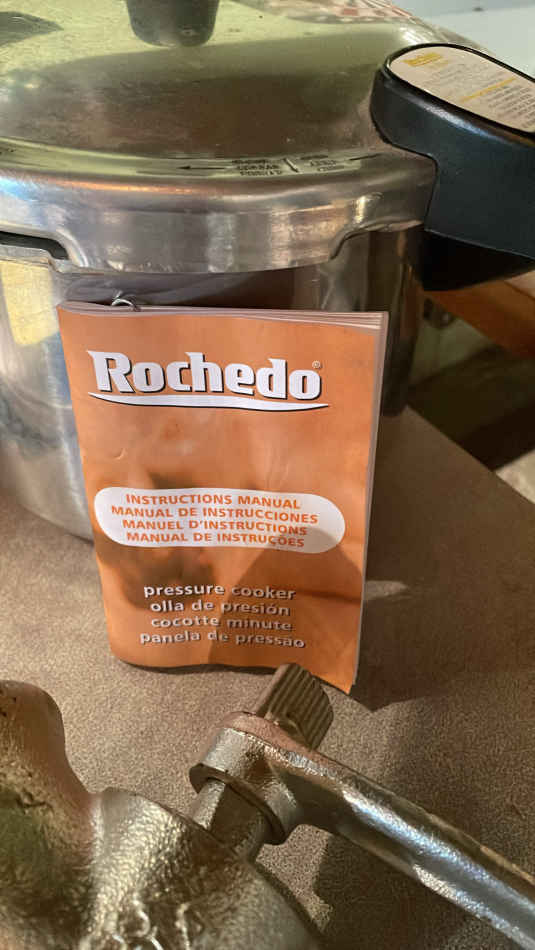 Rochedo®
INSTRUCTIONS MANUAL
MANUAL DE INSTRUCCIONES
MANUEL D'INSTRUCTIONS
MANUAL DE INSTRUÇÕES
pressure cooker
olla de presión
cocotte minute
panela de pressão